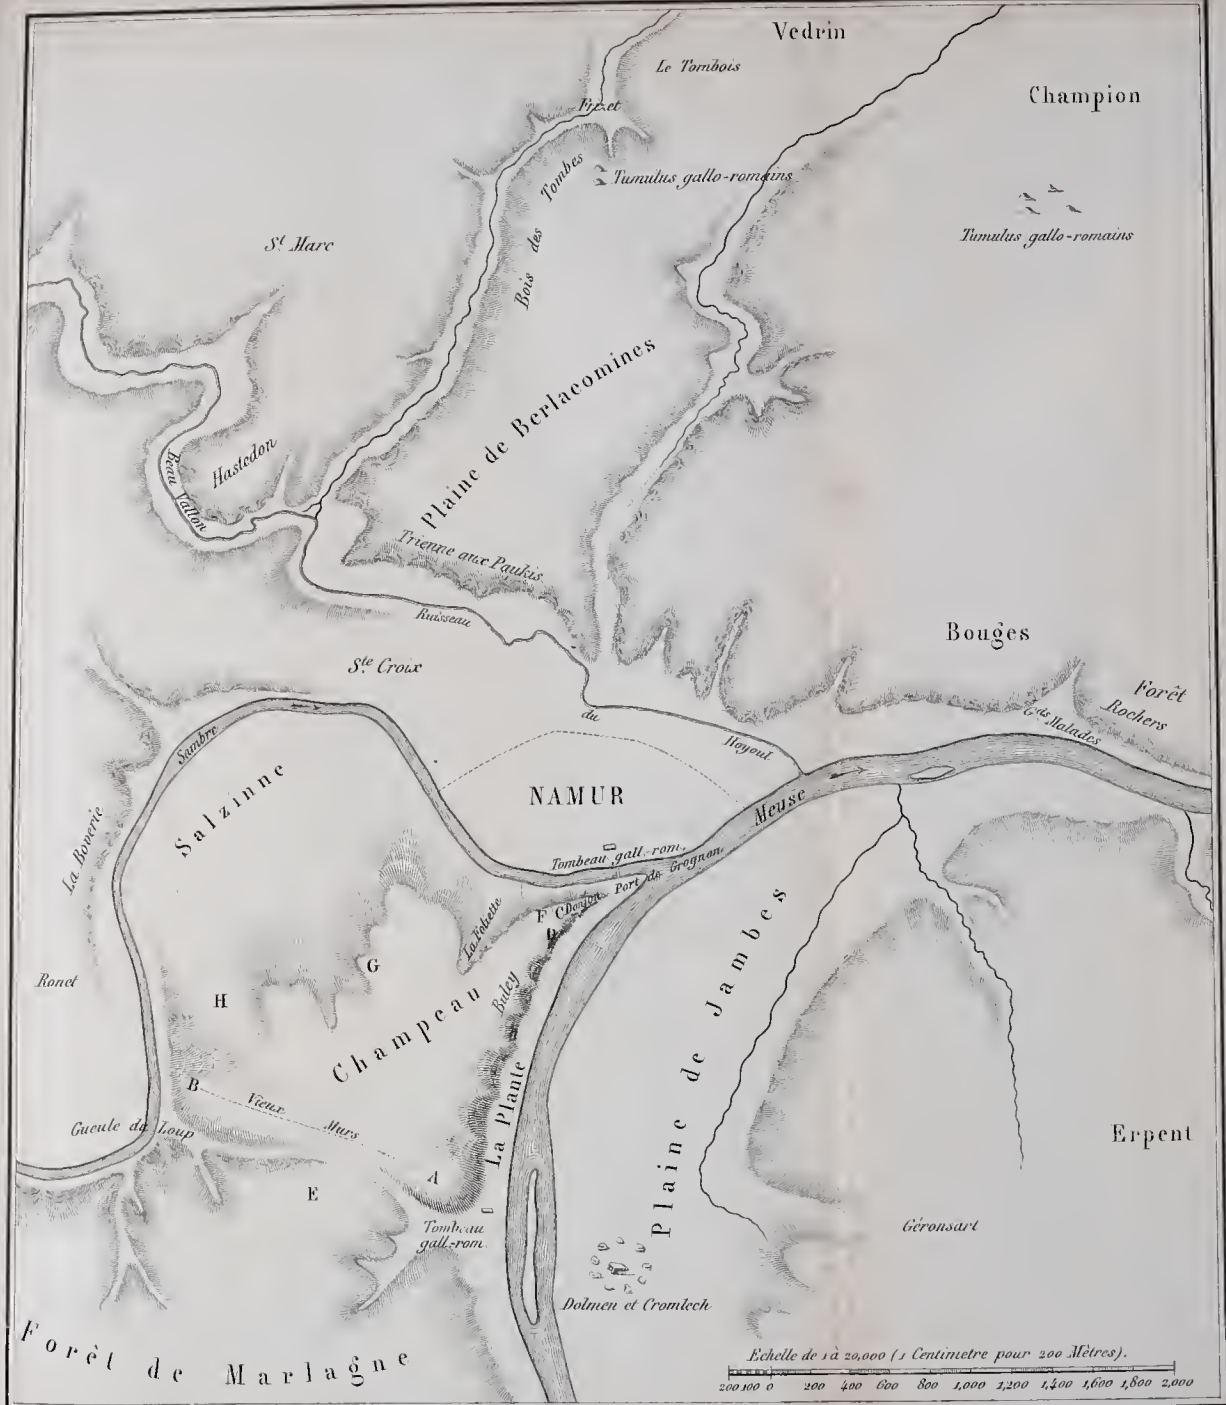 Vedrin
Le Tombois
Champion
Frizet
Bois des Tombes
Tumulus gallo-romains
Tumulus gallo-romains
St Marc
Plaine de Berlacomines
Hastedon
Beau Vallon
Trienne aux Paukis
Ruisseau du Hoyoul
Bouges
Forêt
Rochers
Gds Malades
Ste Croix
Sambre
Salzinne
NAMUR
Meuse
La Boverie
Tombeau gall.-rom.
Port de Grognon
La Foliette
F
C
Donjon
D
Ronet
G
H
Champeau
Buley
Plaine de Jambes
La Plante
B
Vieux Murs
Gueule du Loup
Erpent
E
A
Tombeau
gall.-rom.
Géronsart
Dolmen et Cromlech
Forêt de Marlagne
Echelle de 1 à 20,000 (1 Centimetre pour 200 Mètres).
200 100 0 200 400 600 800 1,000 1,200 1,400 1,600 1,800 2,000